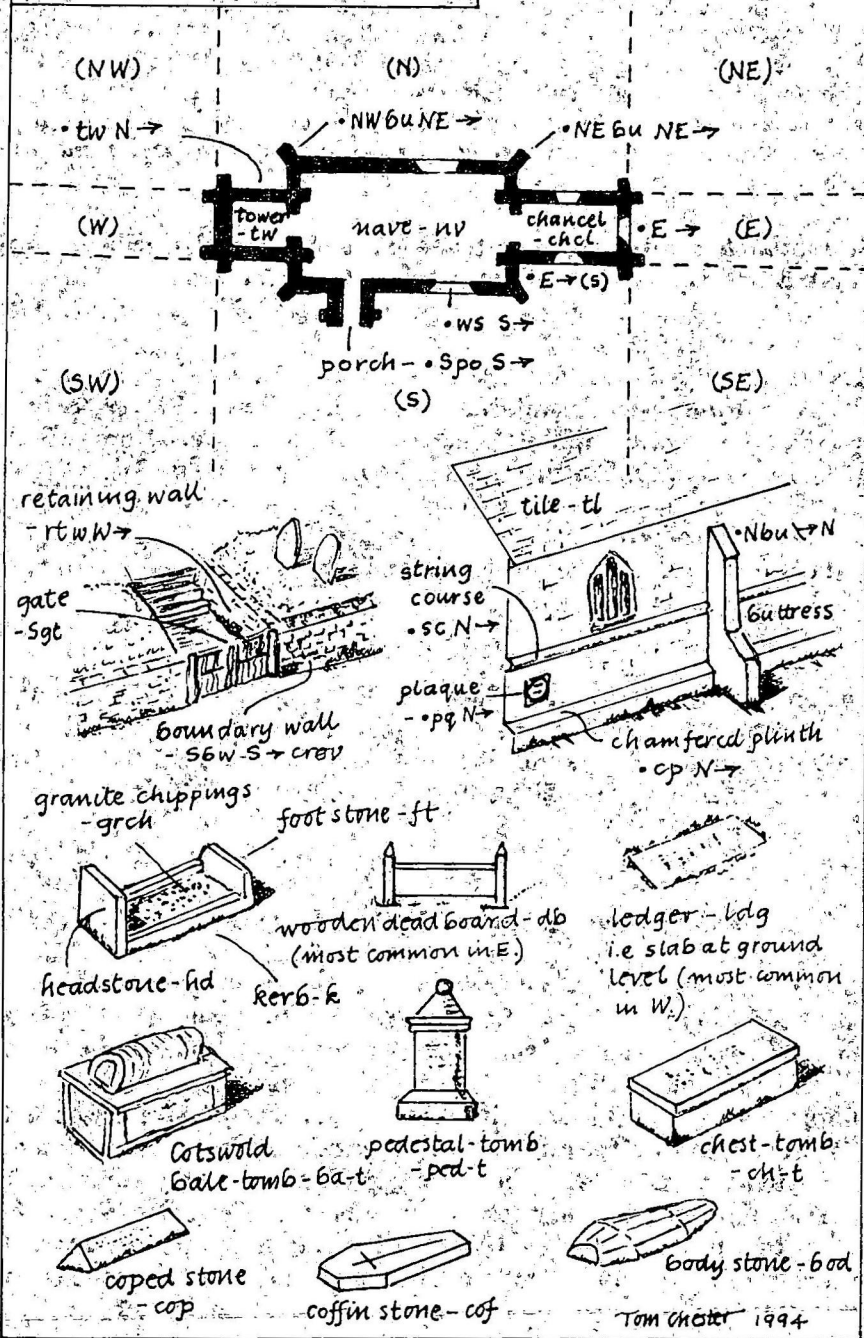 (NW)
(N)
(NE)
• tw N →
• NW bu NE →
• NE bu NE →
(W)
tower
- tw
nave - nv
chancel
- chcl
• E →
(E)
• E → (S)
• ws S →
porch - • Spo S →
(SW)
(S)
(SE)
retaining wall
- rtw W →
gate
- Sgt
boundary wall
- Sbw S → crev
tile - tl
string
course
• sc N →
• Nbu \→ N
buttress
plaque
- • pq N →
chamfered plinth
• cp N →
granite chippings
- grch
foot stone - ft
headstone - hd
kerb - k
wooden dead board - db
(most common in E.)
ledger - ldg
i.e slab at ground
level (most common
in W.)
Cotswold
bale-tomb - ba-t
pedestal-tomb
- ped-t
chest-tomb
- ch-t
coped stone
- cop
coffin stone - cof
body stone - bod
Tom Chester 1994